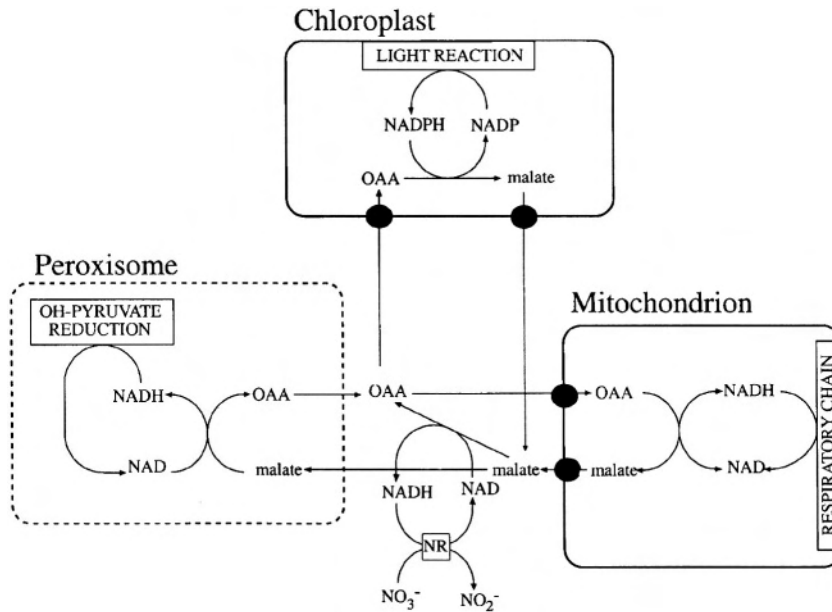 Chloroplast
LIGHT REACTION
NADPH NADP
OAA malate
Peroxisome
OH-PYRUVATE
REDUCTION
NADH OAA
NAD malate
OAA
malate
NADH NAD
NR
NO₃⁻ NO₂⁻
Mitochondrion
OAA NADH
malate NAD
RESPIRATORY CHAIN